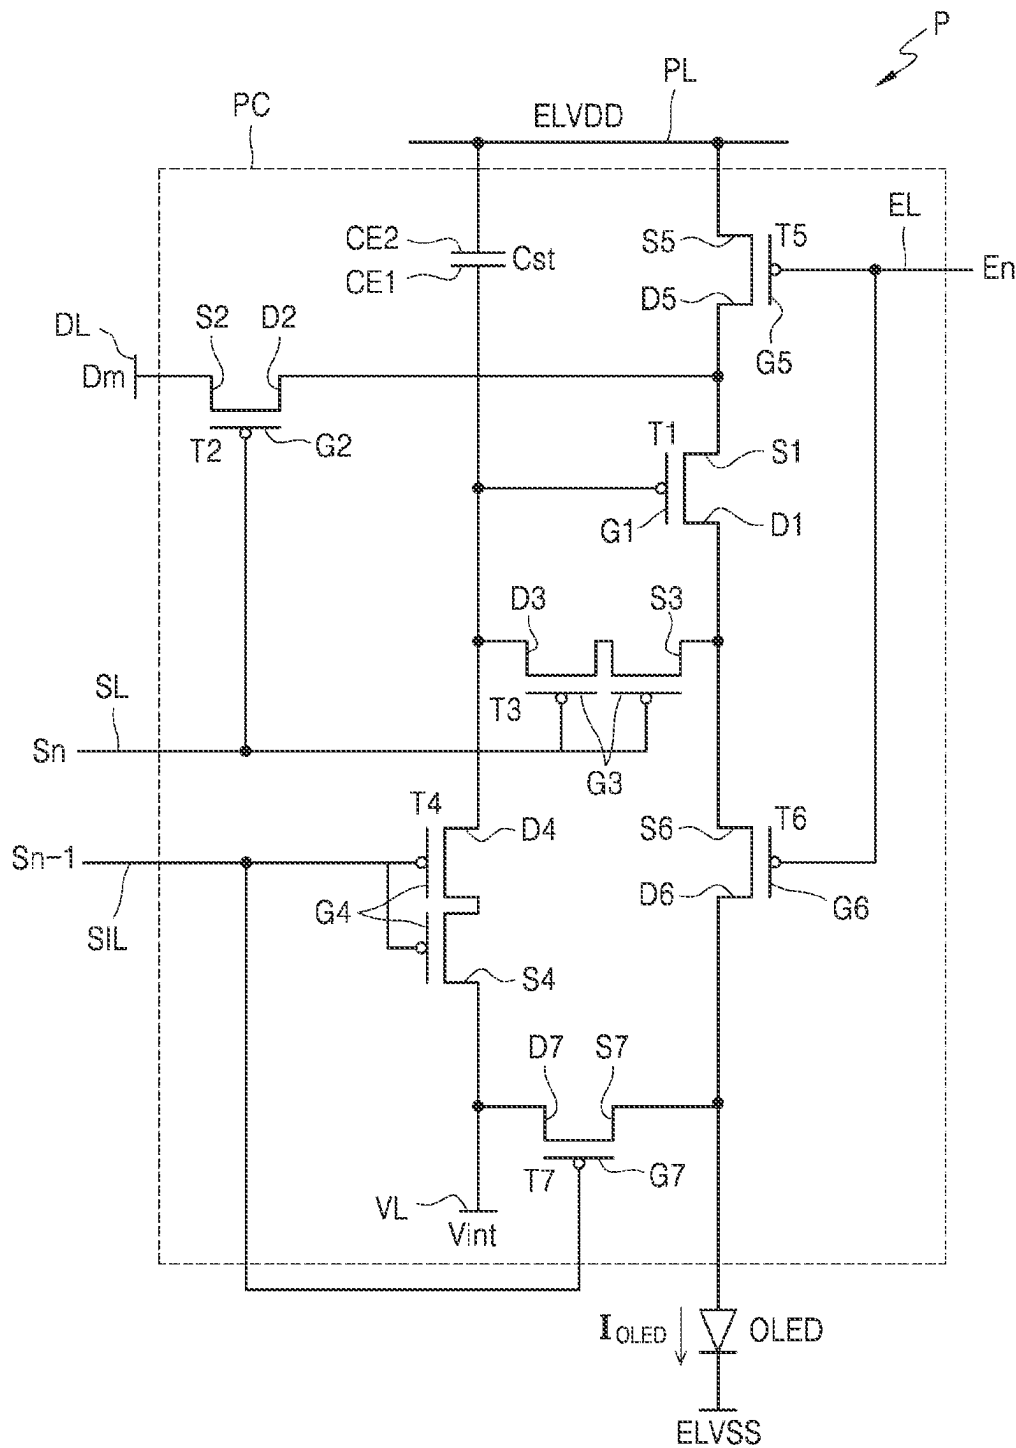 P
PL
PC
ELVDD
EL
CE2
S5
T5
Cst
En
CE1
S2
D2
D5
DL
G5
Dm
T1
S1
T2
G2
G1
D1
D3
S3
SL
T3
Sn
G3
T4
T6
D4
S6
Sn-1
G4
D6
G6
SIL
S4
D7
S7
T7
G7
VL
Vint
IOLED
OLED
ELVSS